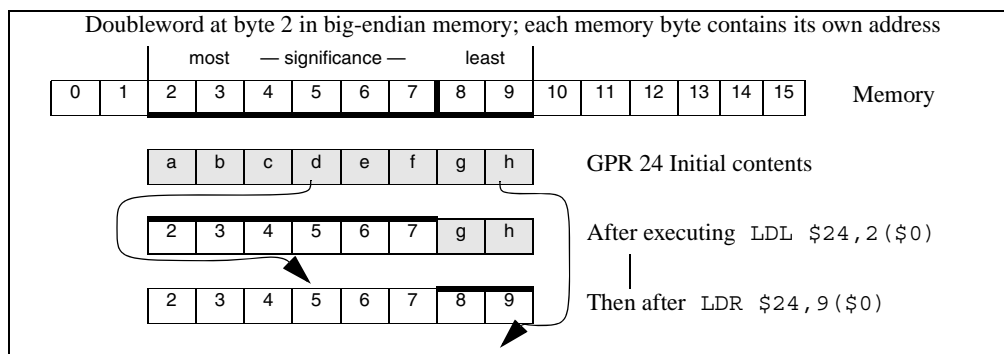 Doubleword at byte 2 in big-endian memory; each memory byte contains its own address
most — significance — least
0 1 2 3 4 5 6 7 8 9 10 11 12 13 14 15 Memory
a b c d e f g h GPR 24 Initial contents
2 3 4 5 6 7 g h After executing LDL $24,2($0)
2 3 4 5 6 7 8 9 Then after LDR $24,9($0)